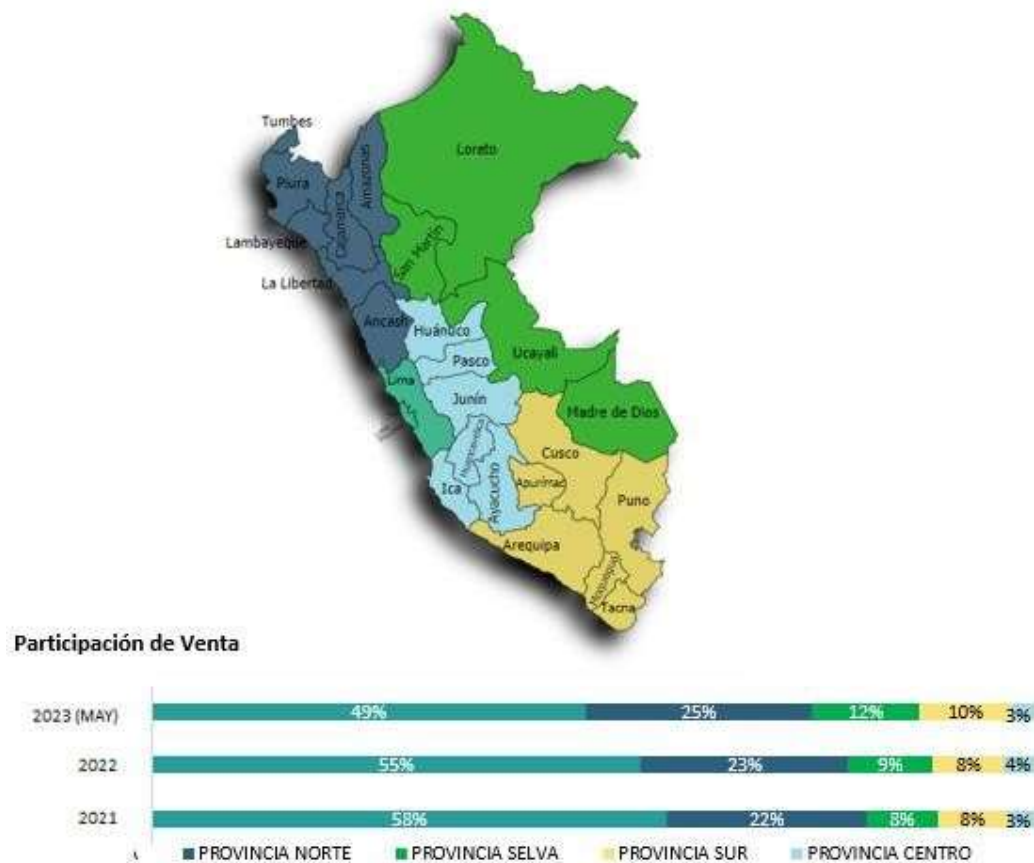 Tumbes
Loreto
Piura
Amazonas
Cajamarca
Lambayeque
San Martín
La Libertad
Ancash
Huánuco
Ucayali
Pasco
Lima
Junín
Madre de Dios
Cusco
Ica
Ayacucho
Apurímac
Puno
Arequipa
Moquegua
Tacna
Participación de Venta
2023 (MAY) 49% 25% 12% 10% 3%
2022 55% 23% 9% 8% 4%
2021 58% 22% 8% 8% 3%
PROVINCIA NORTE PROVINCIA SELVA PROVINCIA SUR PROVINCIA CENTRO